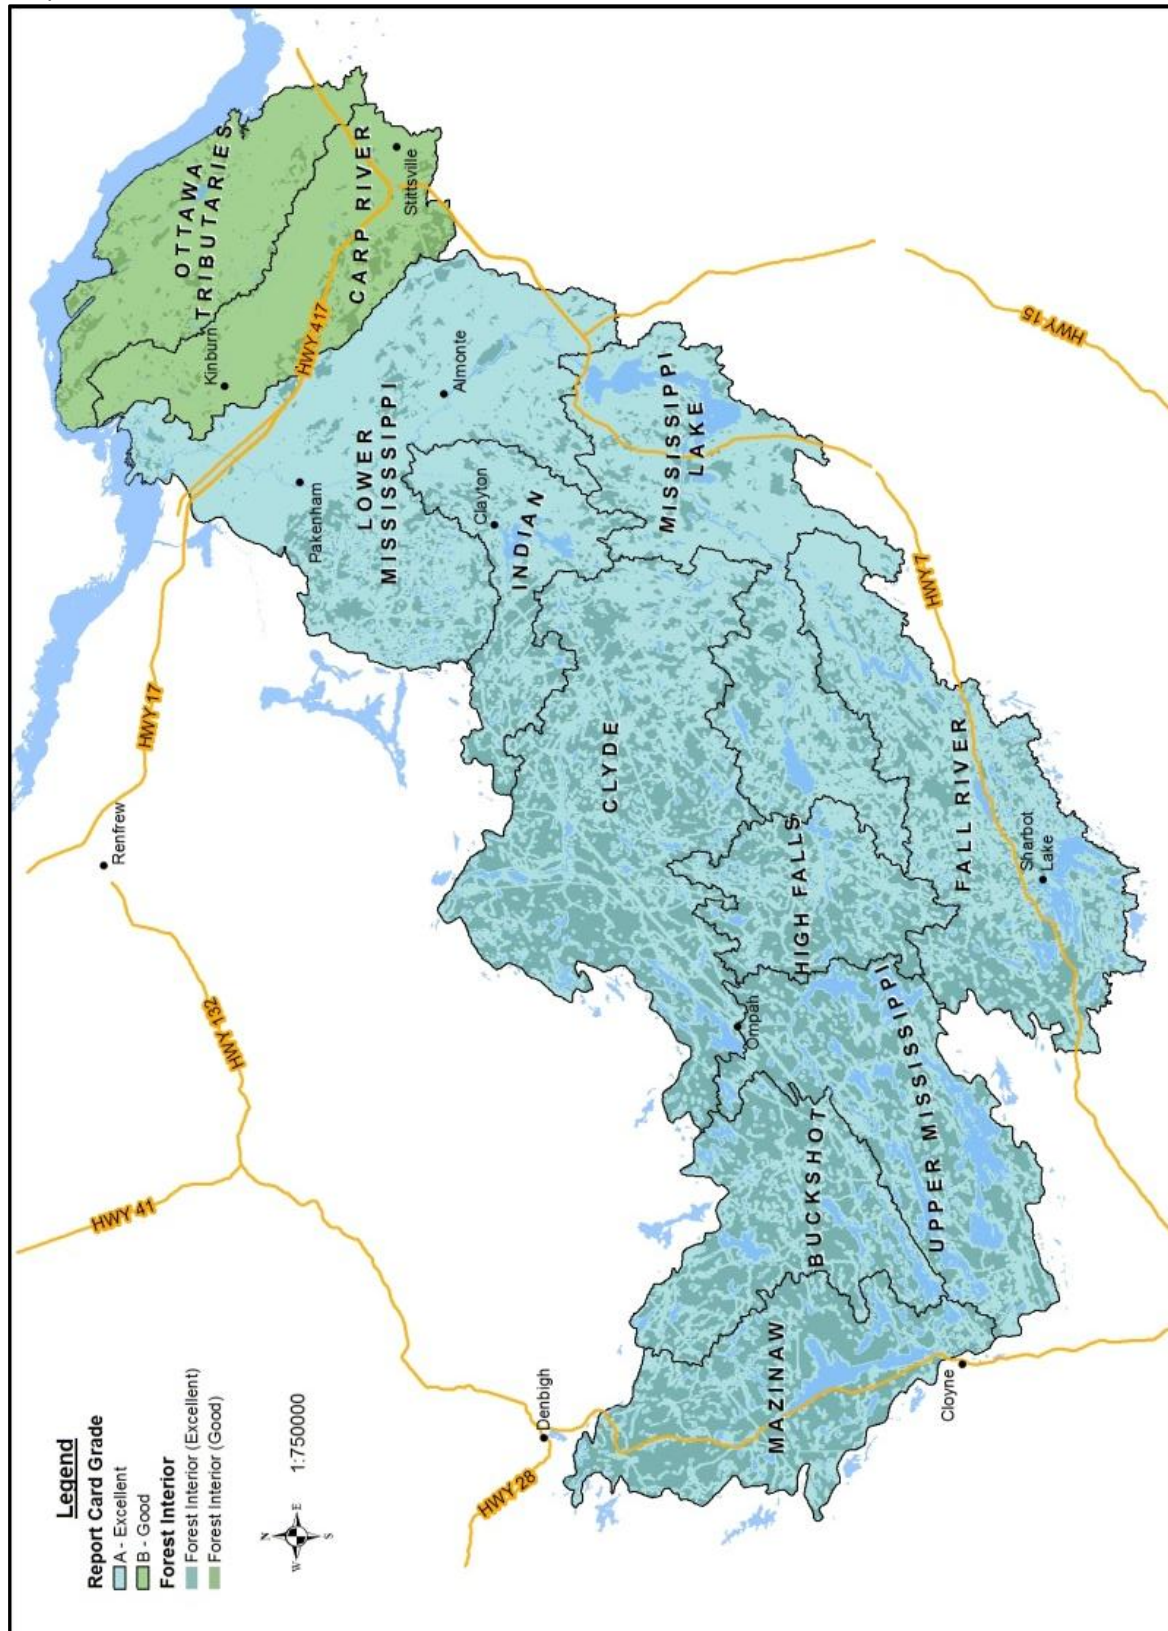 Legend
Report Card Grade
A - Excellent
B - Good
Forest Interior
Forest Interior (Excellent)
Forest Interior (Good)
N
W
E
S
1:750000
HWY 41
HWY 132
Renfrew
HWY 17
HWY 28
Denbigh
OTTAWA
TRIBUTARIES
Kinburn
CARP RIVER
HWY 417
Stittsville
Pakenham
LOWER
MISSISSSIPPI
Almonte
Clayton
INDIAN
MISSISSIPPI
LAKE
CLYDE
Ompah
HIGH FALLS
MAZINAW
BUCKSHOT
UPPER MISSISSIPPI
Cloyne
FALL RIVER
Sharbot
Lake
HWY 7
HWY 15